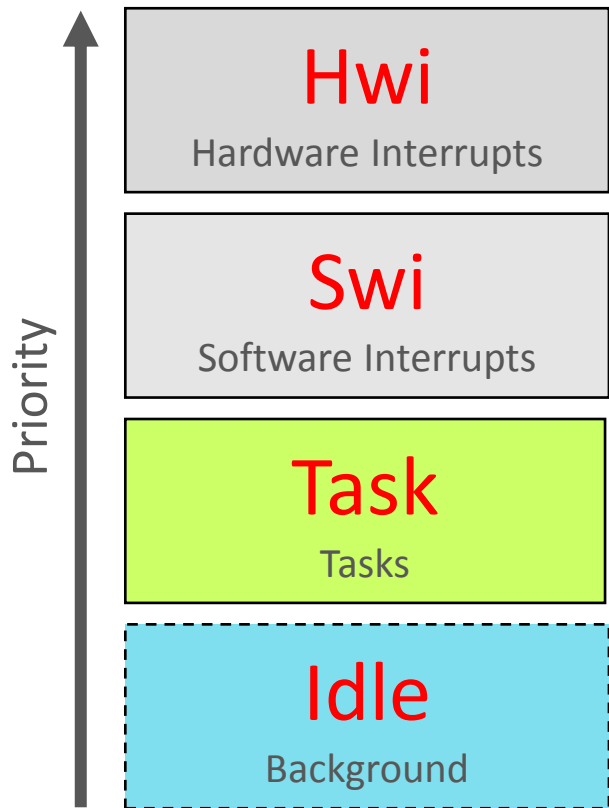 Priority
Hwi
Hardware Interrupts
Swi
Software Interrupts
Task
Tasks
Idle
Background